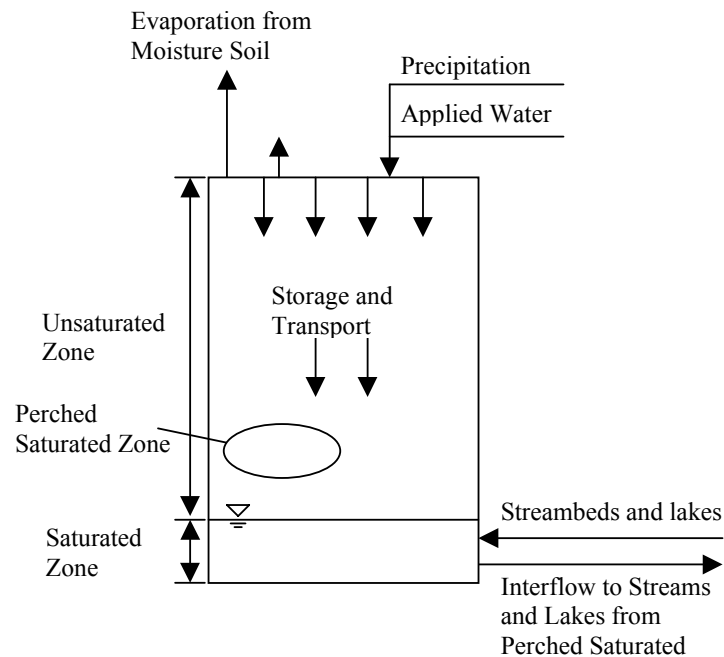 Evaporation from
Moisture Soil
Precipitation
Applied Water
Storage and
Transport
Unsaturated
Zone
Perched
Saturated Zone
Saturated
Zone
Streambeds and lakes
Interflow to Streams
and Lakes from
Perched Saturated